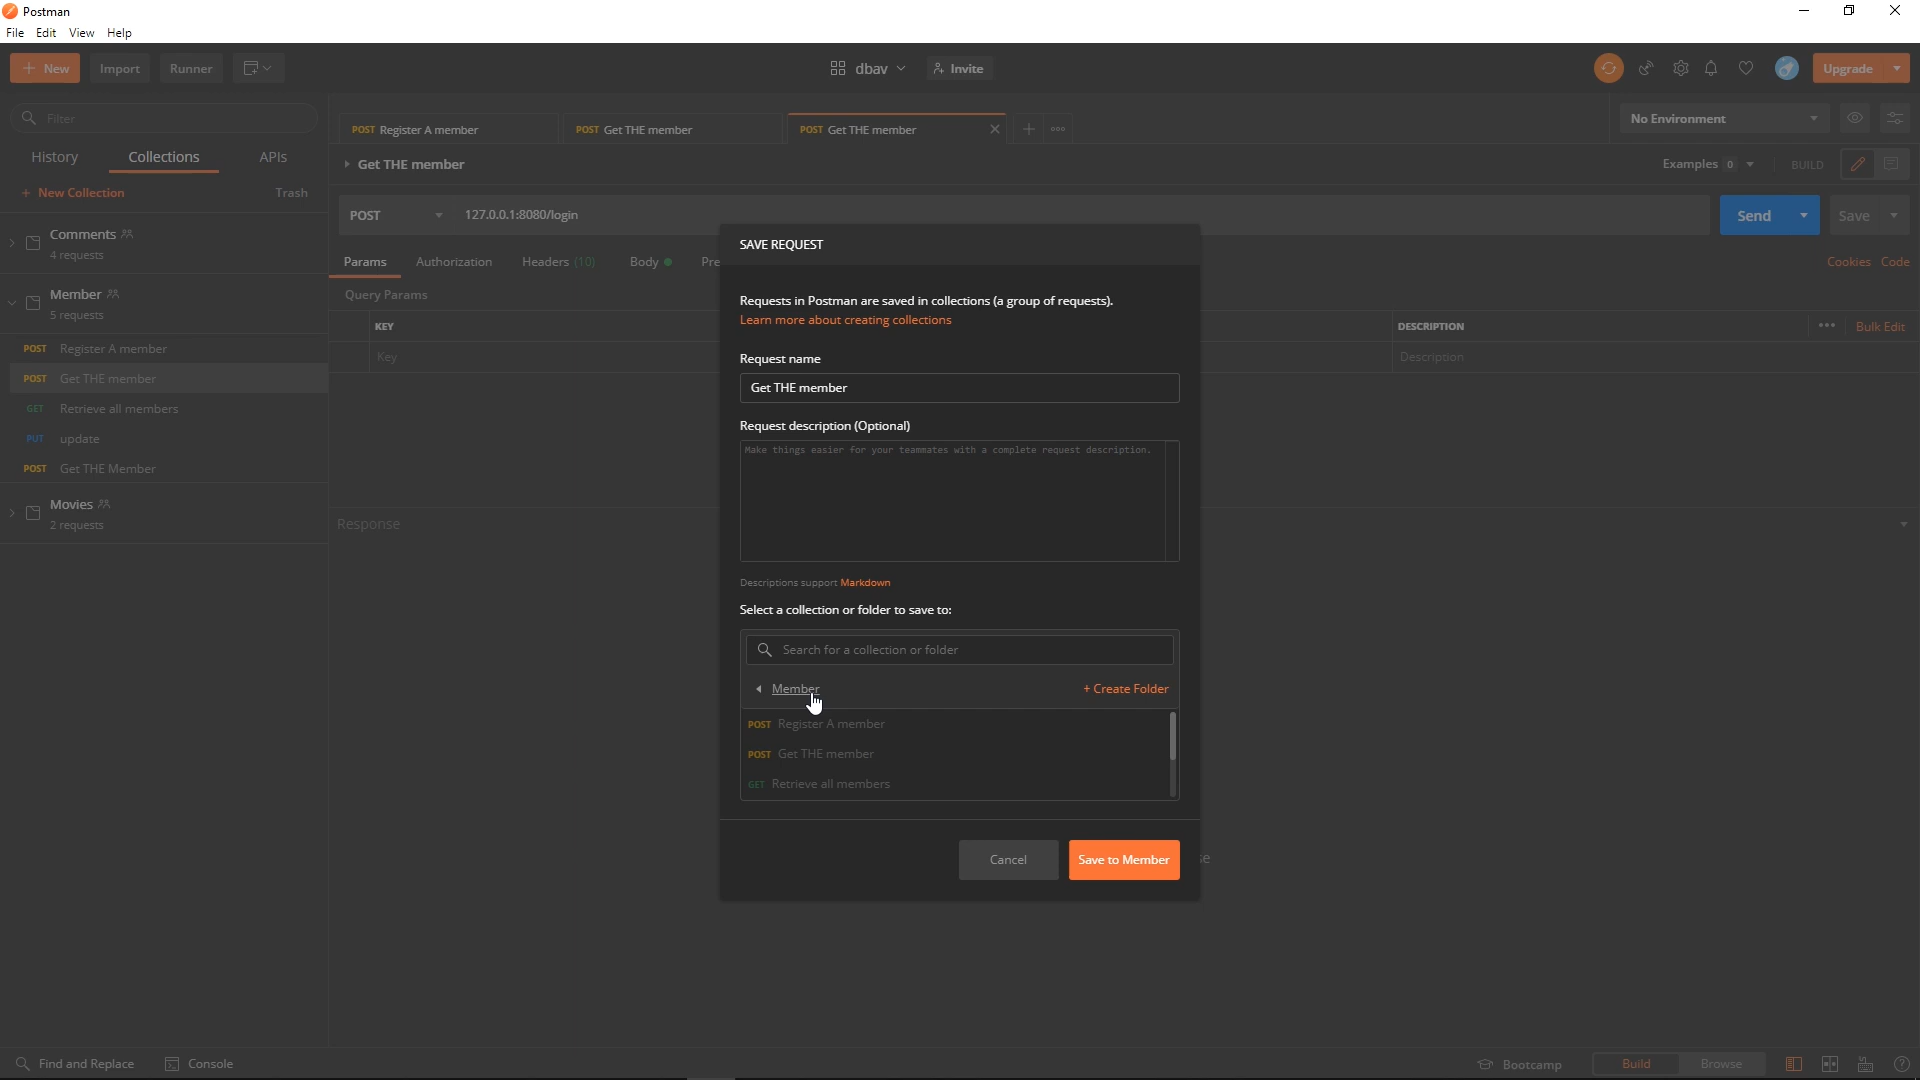 Postman
File Edit View Help
New Import Runner dbav Invite Upgrade
Filter
POST Register A member POST Get THE member POST Get THE member No Environment
History Collections APIs
Get THE member Examples 0 BUILD
+ New Collection Trash
POST 127.0.0.1:8080/login Send Save
Comments
4 requests
Params Authorization Headers (10) Body Pre Cookies Code
Member
5 requests
Query Params
KEY DESCRIPTION Bulk Edit
Key Description
POST Register A member
POST Get THE member
GET Retrieve all members
PUT update
POST Get THE Member
Movies
2 requests
Response
SAVE REQUEST
Requests in Postman are saved in collections (a group of requests).
Learn more about creating collections
Request name
Get THE member
Request description (Optional)
Make things easier for your teammates with a complete request description.
Descriptions support Markdown
Select a collection or folder to save to:
Search for a collection or folder
Member + Create Folder
POST Register A member
POST Get THE member
GET Retrieve all members
Cancel Save to Member
se
Find and Replace Console Bootcamp Build Browse